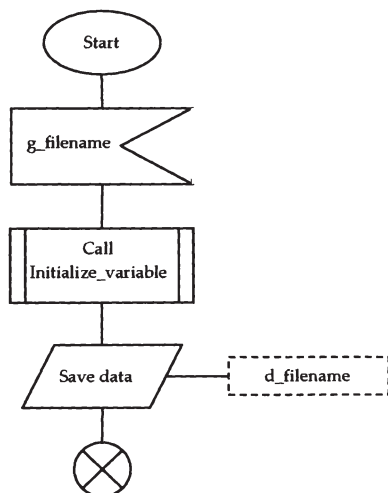 Start
g_filename
Call
Initialize_variable
Save data
d_filename